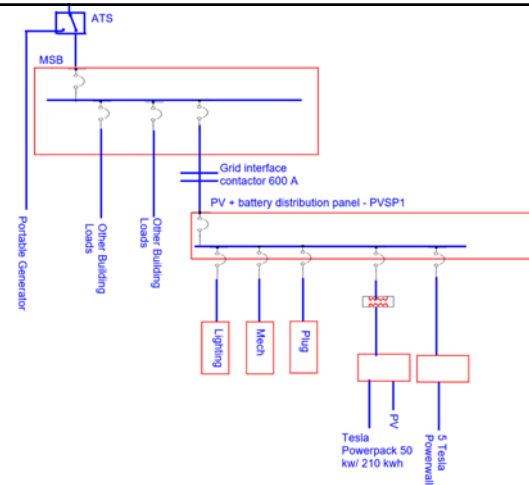 ATS
MSB
Grid interface
contactor 600 A
PV + battery distribution panel - PVSP1
Portable Generator
Other Building
Loads
Other Building
Loads
Lighting
Mech
Plug
PV
Tesla
Powerpack 50
kw/ 210 kwh
5 Tesla
Powerwall